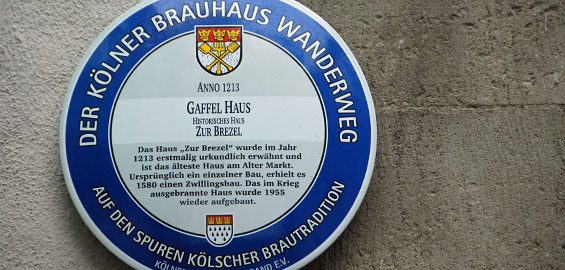 DER KÖLNER BRAUHAUS WANDERWEG
ANNO 1213
GAFFEL HAUS
HISTORISCHES HAUS
ZUR BREZEL
Das Haus „Zur Brezel“ wurde im Jahr
1213 erstmalig urkundlich erwähnt und
ist das älteste Haus am Alter Markt.
Ursprünglich ein einzelner Bau, erhielt es
1580 einen Zwillingsbau. Das im Krieg
ausgebrannte Haus wurde 1955
wieder aufgebaut.
AUF DEN SPUREN KÖLSCHER BRAUTRADITION
E.V.